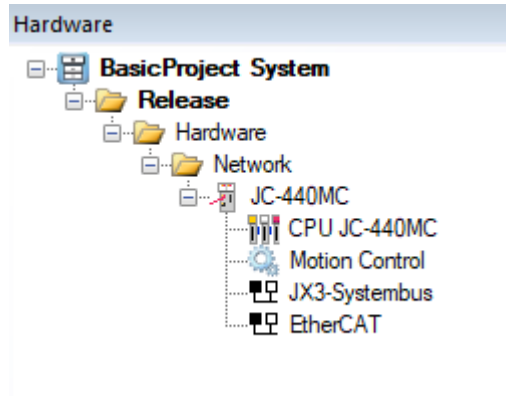 Hardware
BasicProject System
Release
Hardware
Network
JC-440MC
CPU JC-440MC
Motion Control
JX3-Systembus
EtherCAT